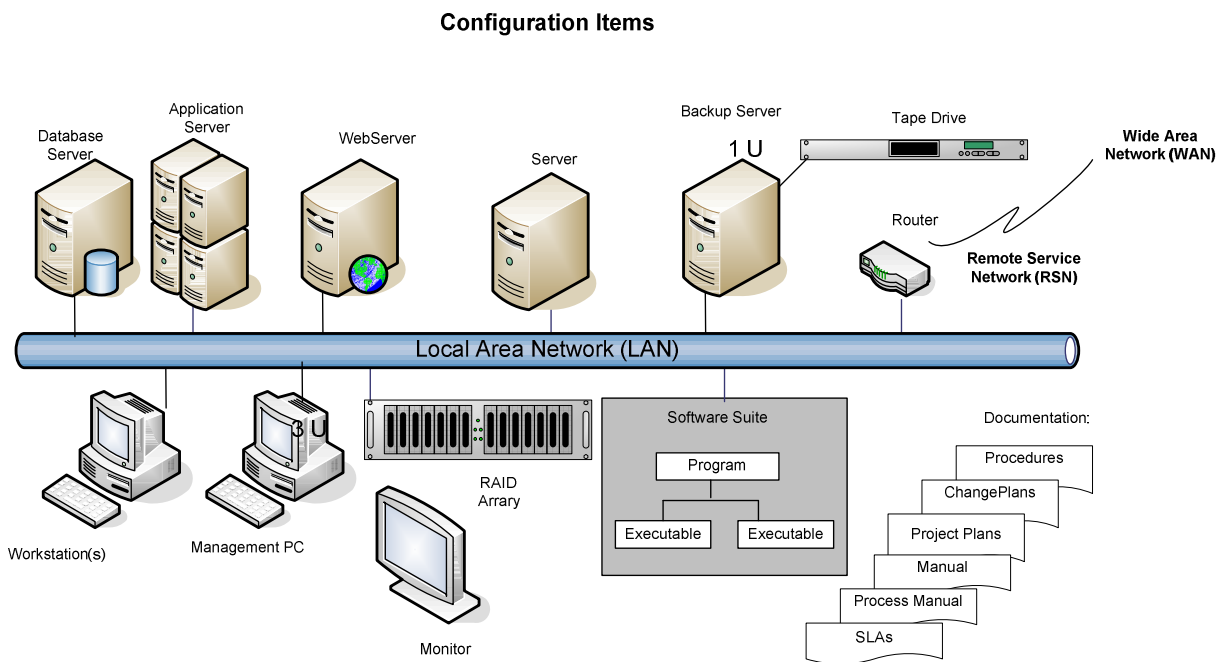 Configuration Items
Database
Server
Application
Server
WebServer
Server
Backup Server
1 U
Tape Drive
Wide Area
Network (WAN)
Router
Remote Service
Network (RSN)
Local Area Network (LAN)
Workstation(s)
3 U
Management PC
RAID
Arrary
Monitor
Software Suite
Program
Executable
Executable
Documentation:
Procedures
ChangePlans
Project Plans
Manual
Process Manual
SLAs